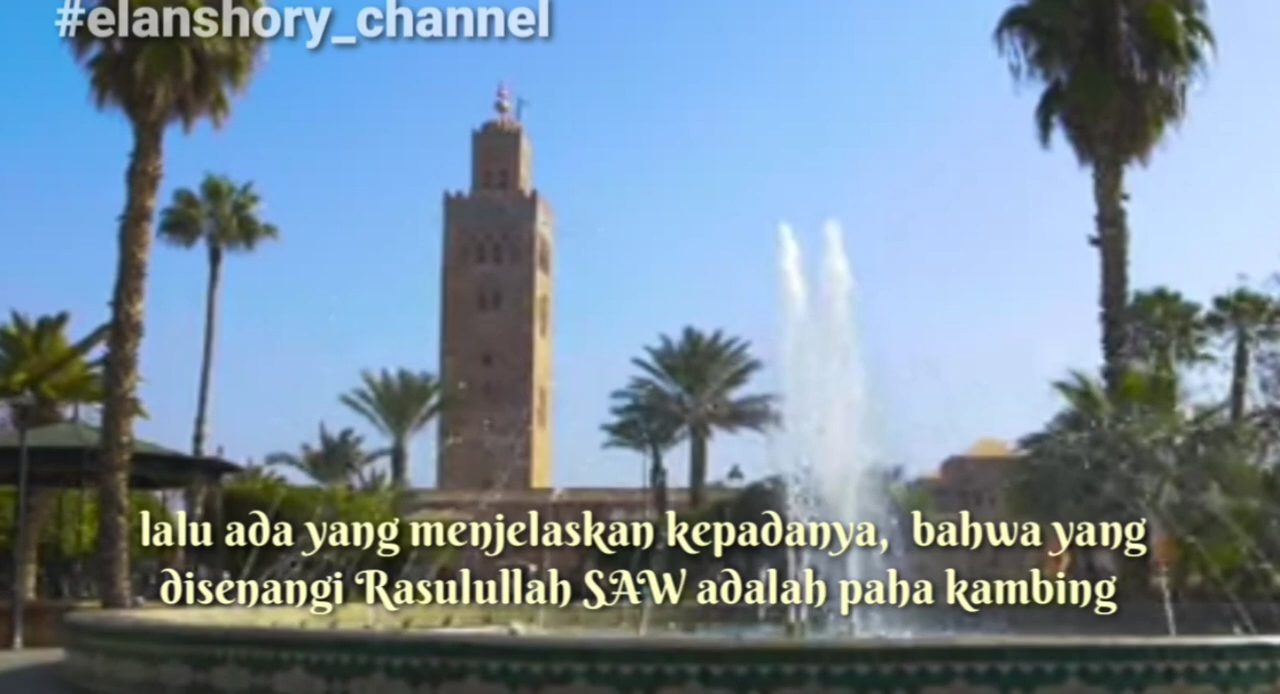 #elanshory_channel
lalu ada yang menjelaskan kepadanya, bahwa yang
disenangi Rasulullah SAW adalah paha kambing